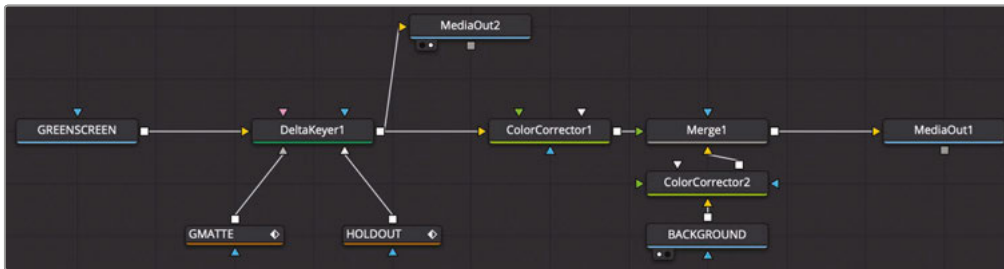 MediaOut2
GREENSCREEN
DeltaKeyer1
ColorCorrector1
Merge1
MediaOut1
ColorCorrector2
GMATTE
HOLDOUT
BACKGROUND